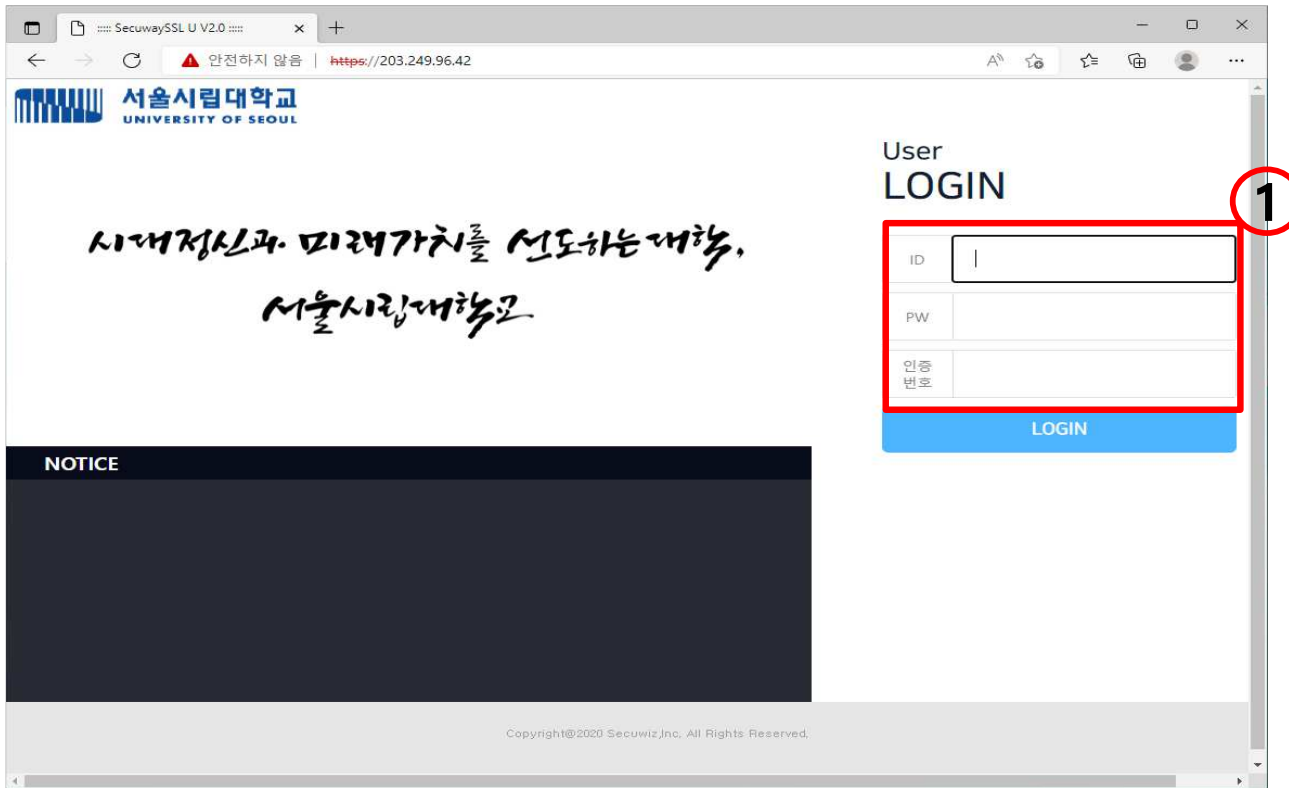 ::::: SecuwaySSL U V2.0 :::::
안전하지 않음 | https://203.249.96.42
서울시립대학교
UNIVERSITY OF SEOUL
시대정신과 미래가치를 선도하는 대학,
서울시립대학교
User
LOGIN
1
ID
PW
인증
번호
LOGIN
NOTICE
Copyright@2020 Secuwiz,Inc. All Rights Reserved.